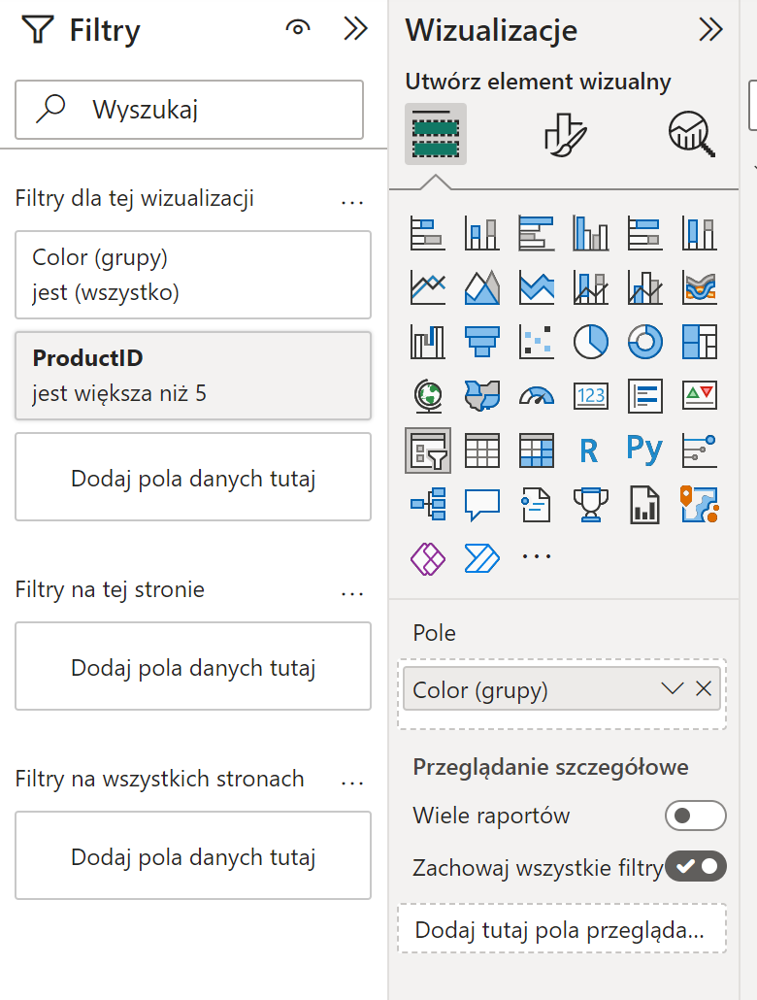 Filtry
Wyszukaj
Filtry dla tej wizualizacji
...
Color (grupy)
jest (wszystko)
ProductID
jest większa niż 5
Dodaj pola danych tutaj
Filtry na tej stronie
...
Dodaj pola danych tutaj
Filtry na wszystkich stronach
...
Dodaj pola danych tutaj
Wizualizacje
Utwórz element wizualny
123
R
Py
...
Pole
Color (grupy)
Przeglądanie szczegółowe
Wiele raportów
Zachowaj wszystkie filtry
Dodaj tutaj pola przegląda...